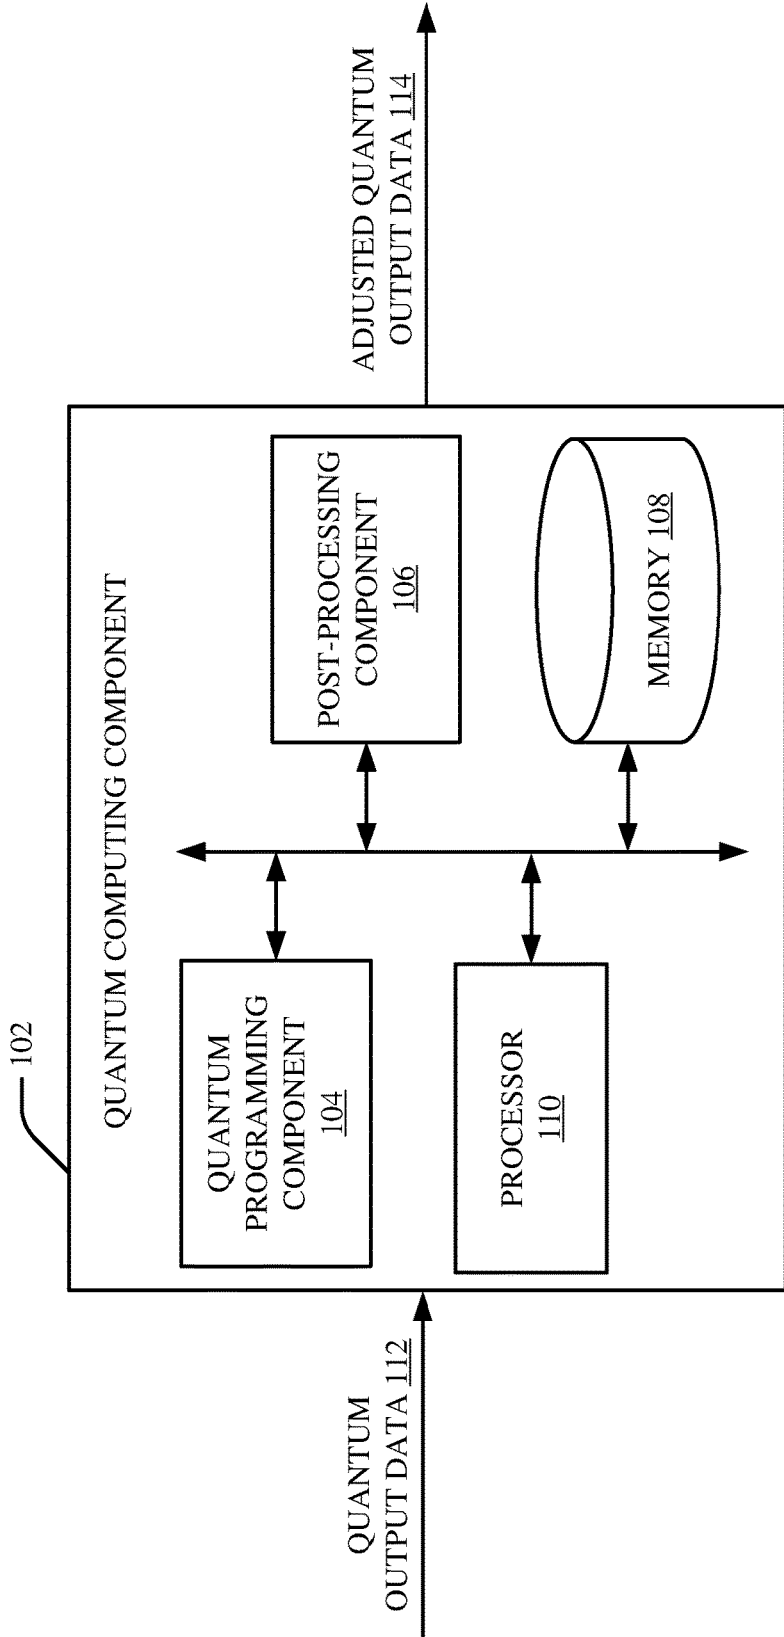 102
QUANTUM COMPUTING COMPONENT
QUANTUM
OUTPUT DATA 112
QUANTUM
PROGRAMMING
COMPONENT
104
POST-PROCESSING
COMPONENT
106
PROCESSOR
110
MEMORY 108
ADJUSTED QUANTUM
OUTPUT DATA 114